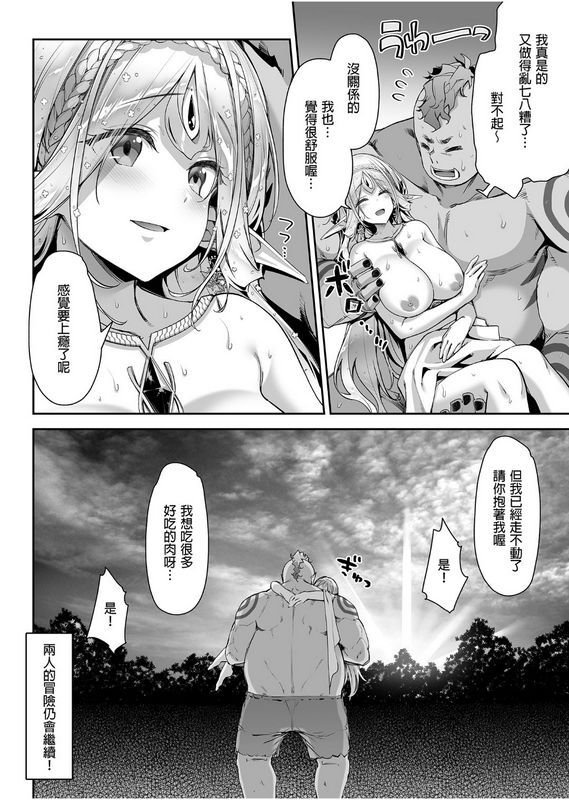 我真是的
又做得亂七八糟了…
對不起～
うぅ～っ
沒關係的
我也…
覺得很舒服喔…
ボロ…
っ…
感覺要上癮了呢
但我已經走不動了
請你抱著我喔
是！
ぎゅっ
我想吃很多
好吃的肉呀…
是！
兩人的冒險仍會繼續！